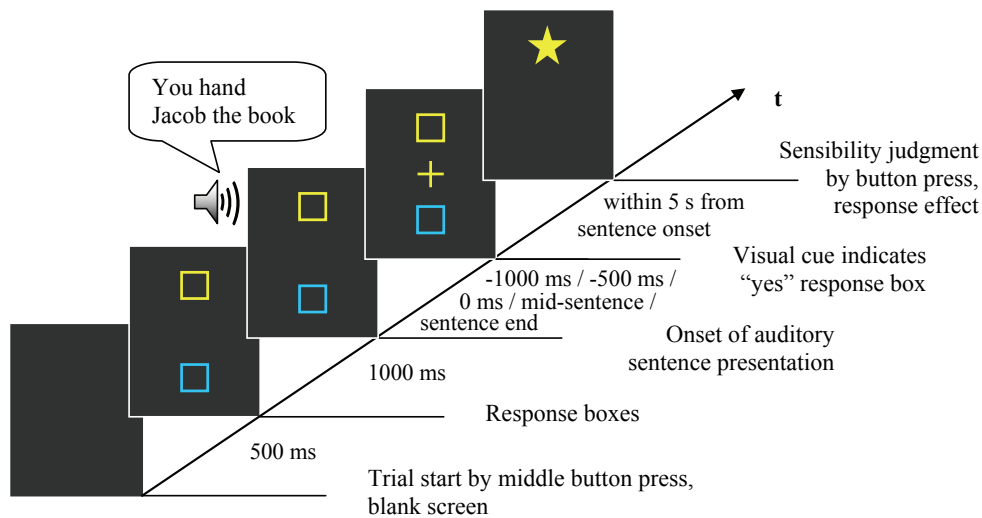 You hand
Jacob the book
t
Sensibility judgment
by button press,
response effect
within 5 s from
sentence onset
Visual cue indicates
“yes” response box
-1000 ms / -500 ms /
0 ms / mid-sentence /
sentence end
Onset of auditory
sentence presentation
1000 ms
Response boxes
500 ms
Trial start by middle button press,
blank screen